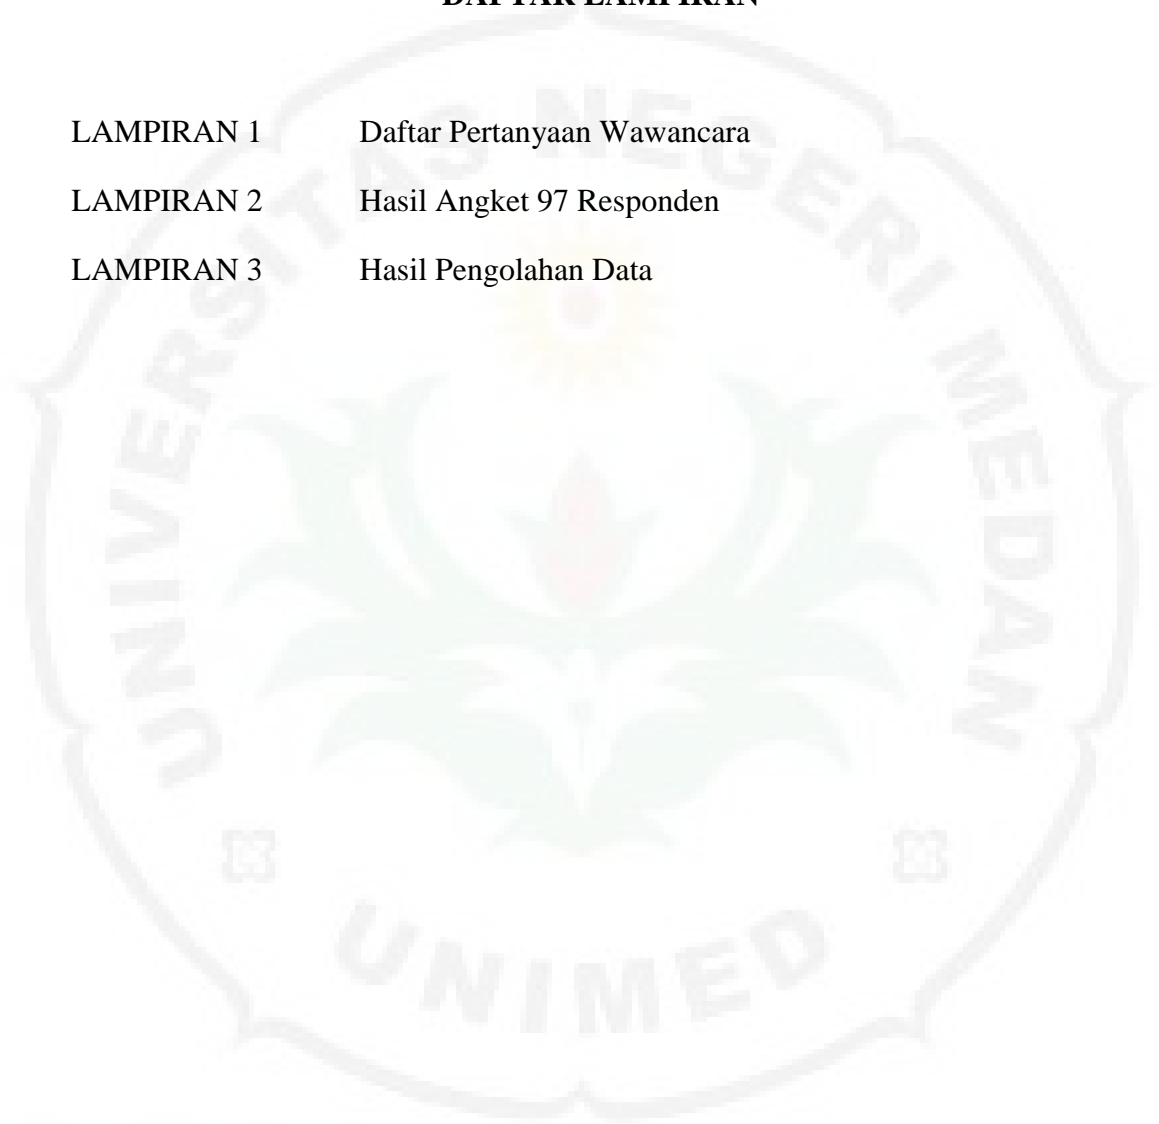 DAFTAR LAMPIRAN
LAMPIRAN 1 Daftar Pertanyaan Wawancara
LAMPIRAN 2 Hasil Angket 97 Responden
LAMPIRAN 3 Hasil Pengolahan Data
UNIVERSITAS NEGERI MEDAN
UNIMED